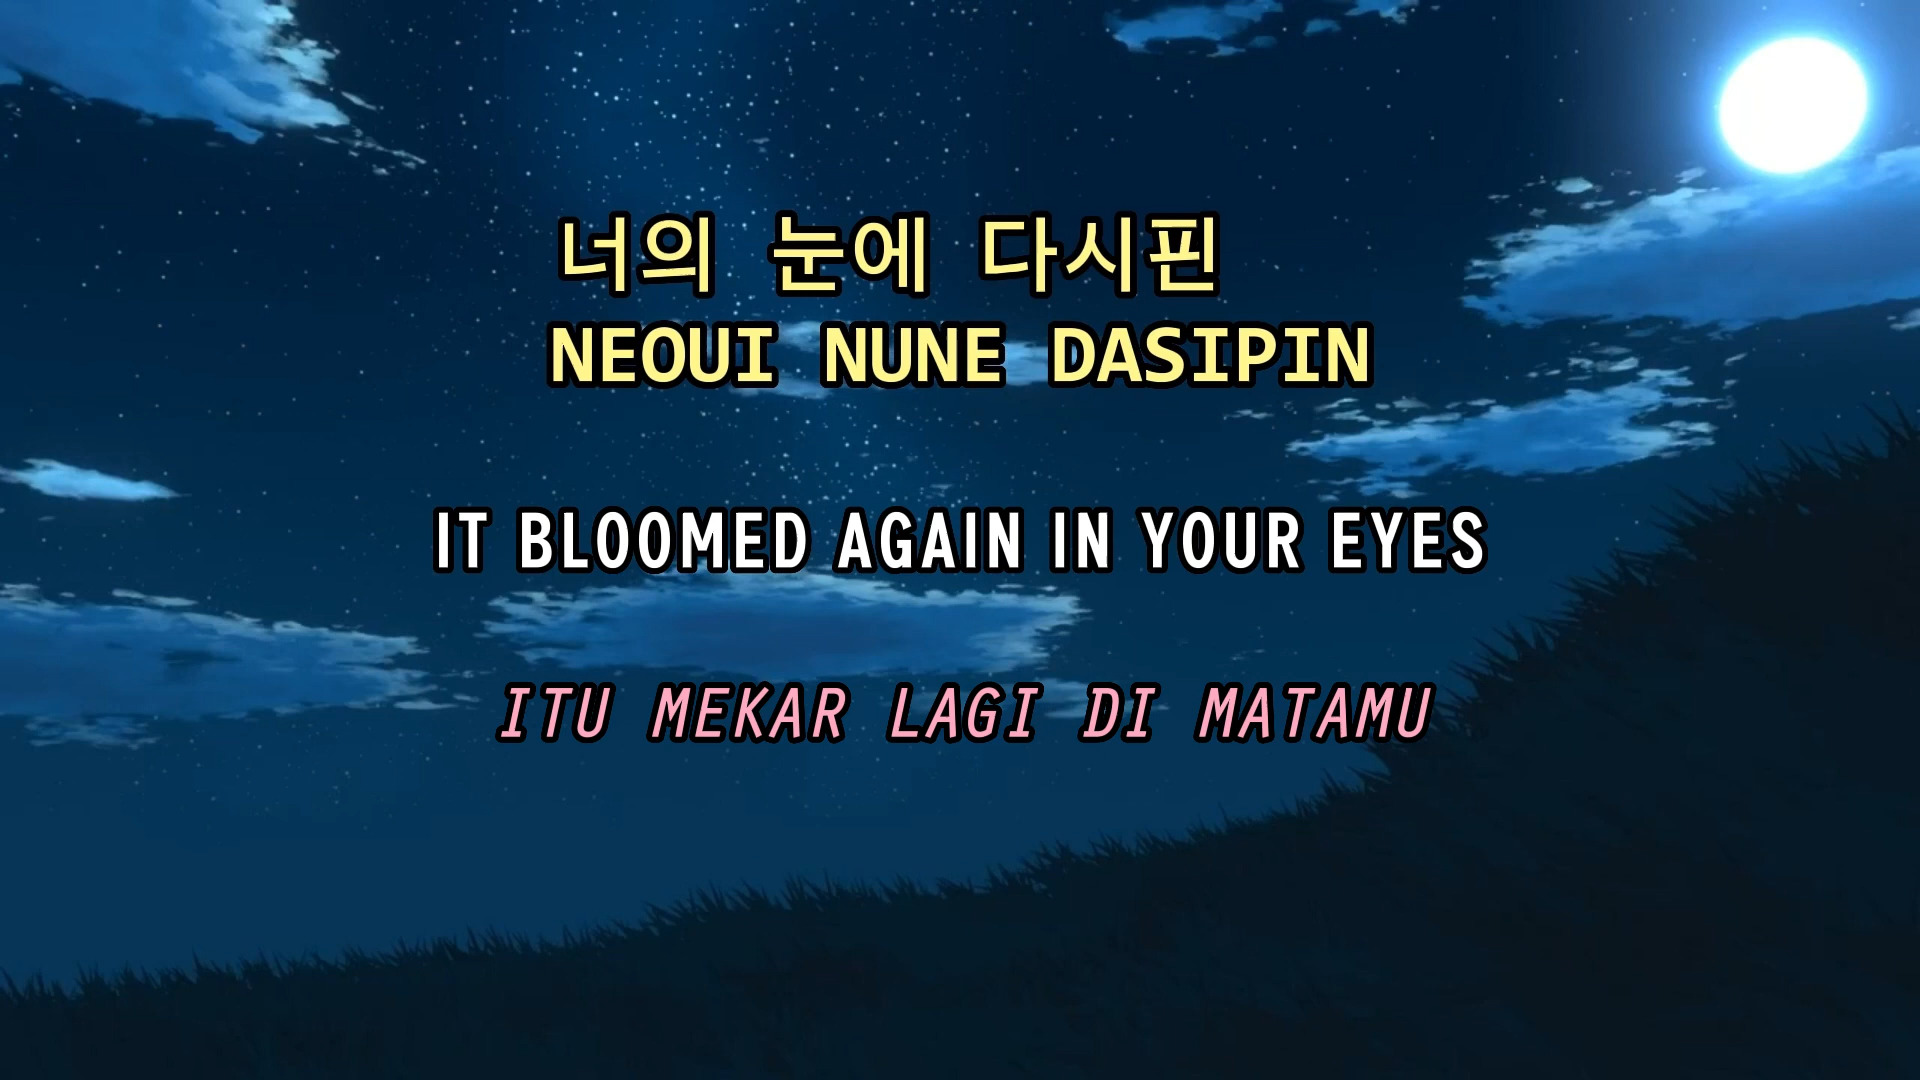 너의 눈에 다시핀
NEOUI NUNE DASIPIN
IT BLOOMED AGAIN IN YOUR EYES
ITU MEKAR LAGI DI MATAMU